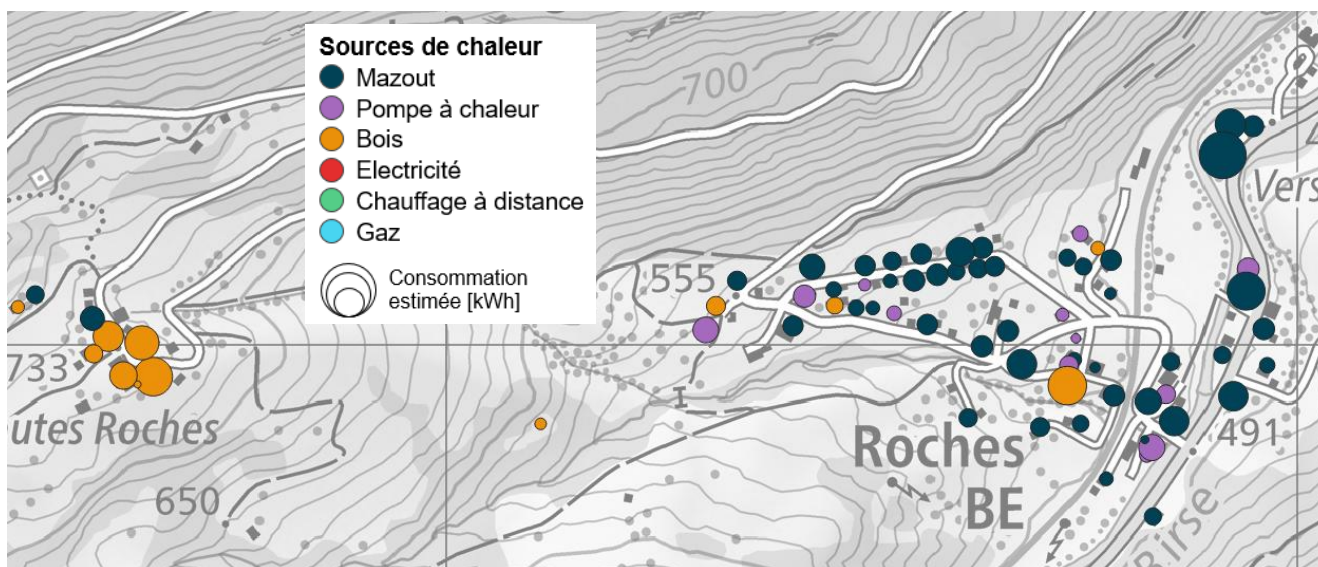 Sources de chaleur
Mazout
Pompe à chaleur
Bois
Electricité
Chauffage à distance
Gaz
Consommation
estimée [kWh]
700
Vers
555
733
utes Roches
491
Roches
BE
650
Birse